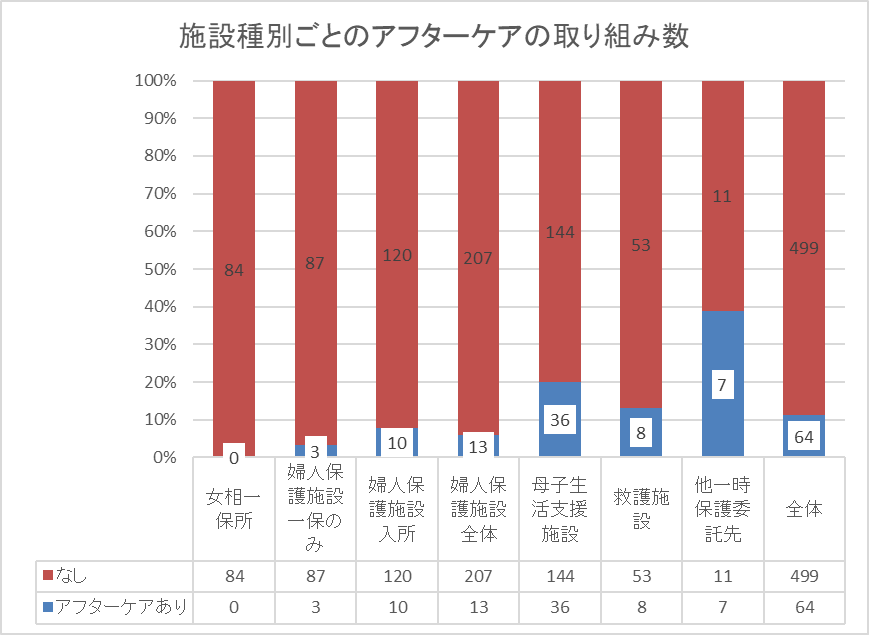 施設種別ごとのアフターケアの取り組み数
100%
90%
80%
70%
60%
50%
40%
30%
20%
10%
0%
84
87
120
207
144
53
11
499
0
3
10
13
36
8
7
64
女相一
保所
婦人保
護施設
一保のみ
婦人保
護施設
入所
婦人保
護施設
全体
母子生
活支援
施設
救護施
設
他一時
保護委
託先
全体
なし 84 87 120 207 144 53 11 499
アフターケアあり 0 3 10 13 36 8 7 64